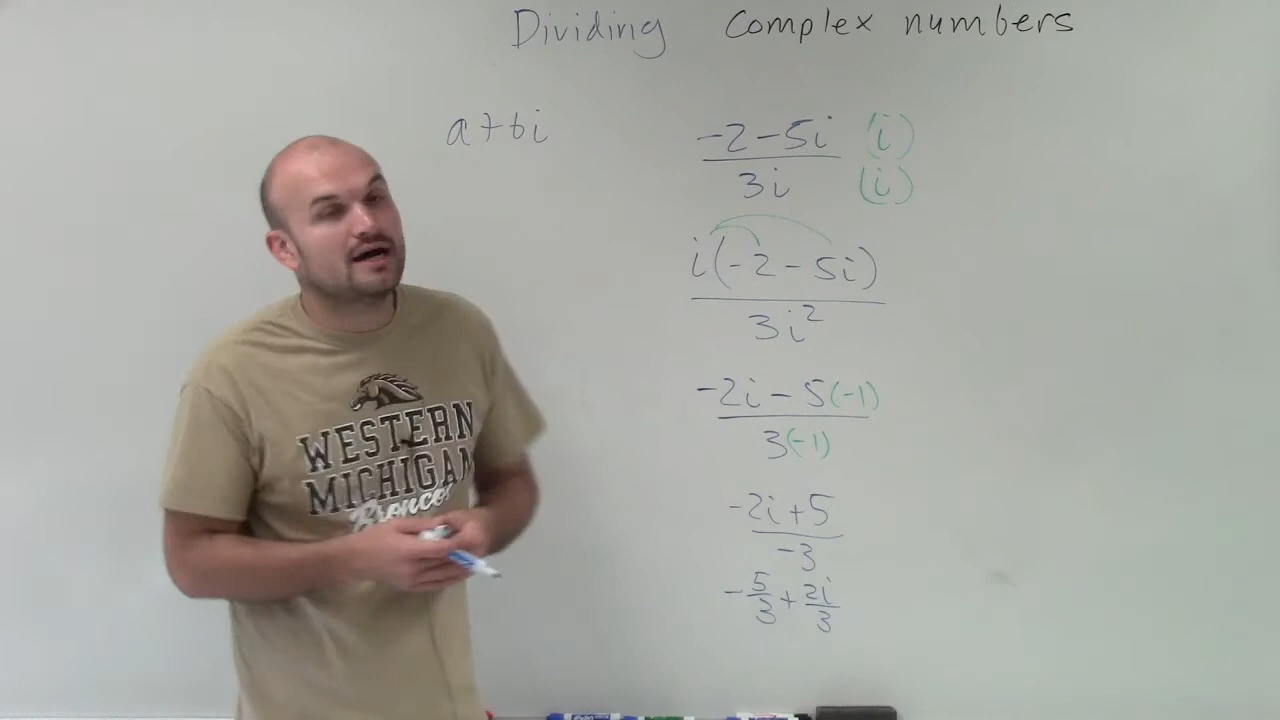 Dividing Complex numbers
a+bi
-2-5i (i)
3i (i)
i(-2-5i)
3i²
-2i-5(-1)
3(-1)
-2i+5
-3
-5/3+2i/3
WESTERN
MICHIGAN
Broncos